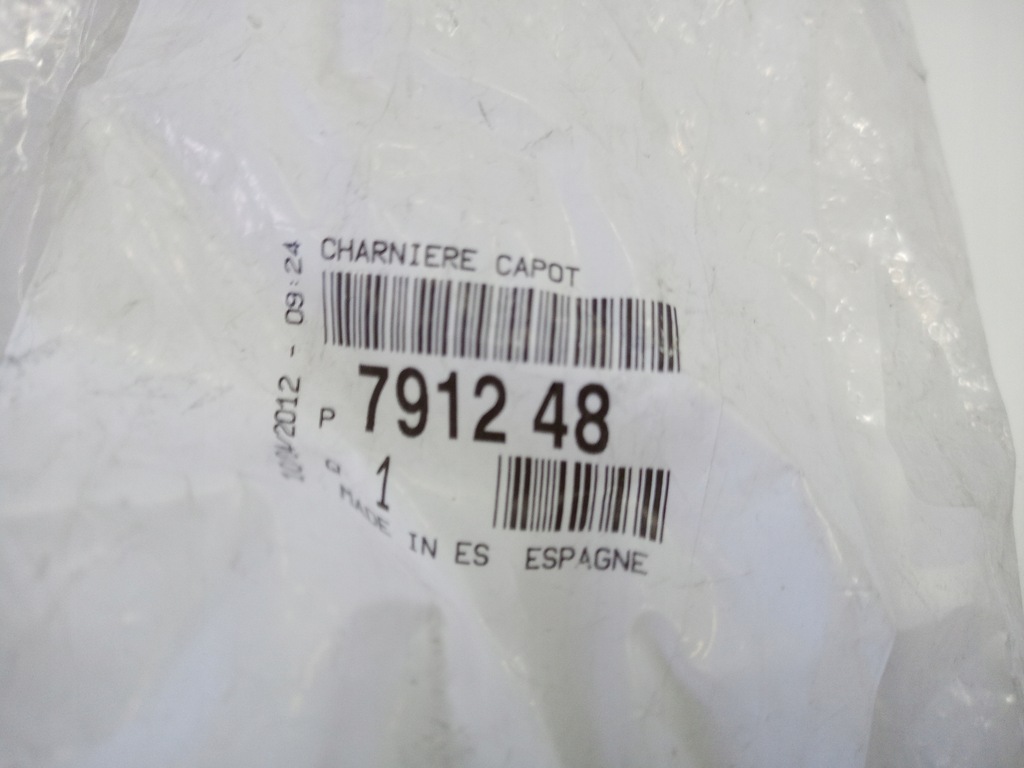 CHARNIERE CAPOT
P 7912 48
Q 1
MADE IN ES ESPAGNE
/2012 - 09:24